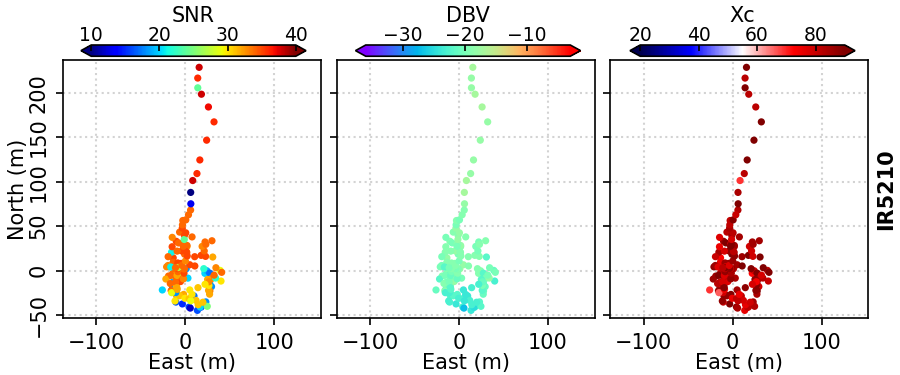 SNR DBV Xc
10 20 30 40 −30 −20 −10 20 40 60 80
200
150
100
50
0
−50
North (m)
IR5210
−100 0 100 −100 0 100 −100 0 100
East (m) East (m) East (m)